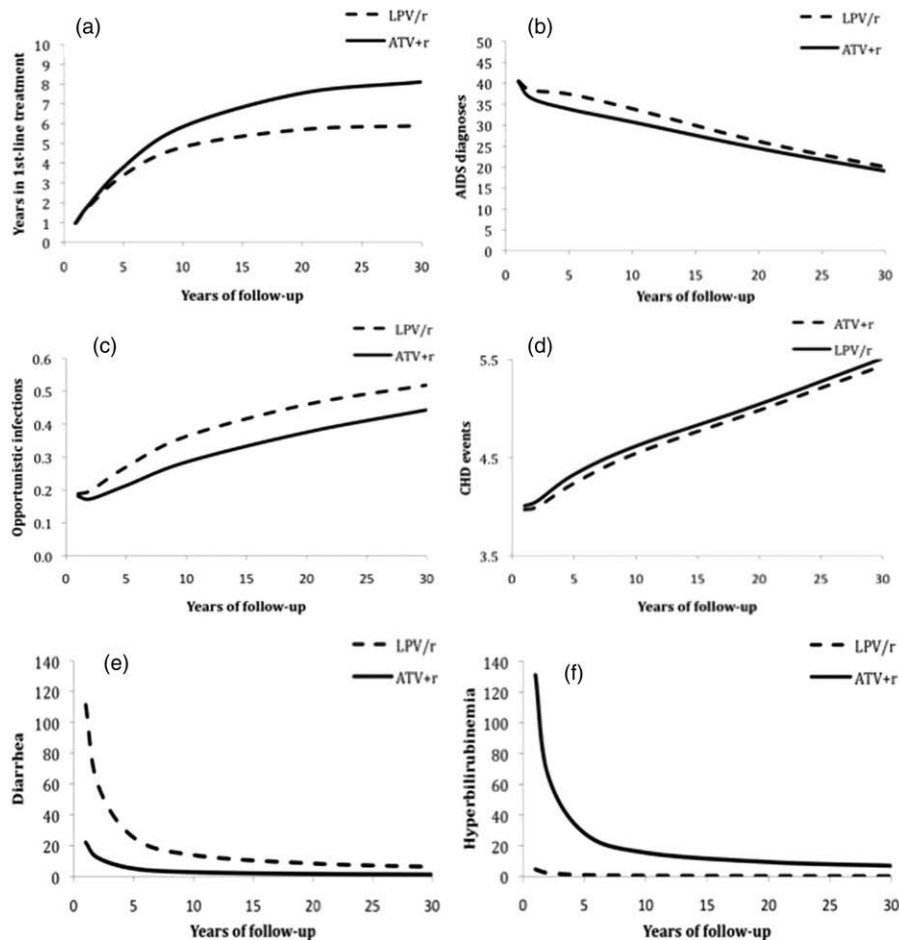 (a)
LPV/r
ATV+r
Years in 1st-line treatment
10
9
8
7
6
5
4
3
2
1
0
0 5 10 15 20 25 30
Years of follow-up
(b)
LPV/r
ATV+r
AIDS diagnoses
50
45
40
35
30
25
20
15
10
5
0
0 5 10 15 20 25 30
Years of follow-up
(c)
LPV/r
ATV+r
Opportunistic infections
0.6
0.5
0.4
0.3
0.2
0.1
0.0
0 5 10 15 20 25 30
Years of follow-up
(d)
ATV+r
LPV/r
CHD events
5.5
4.5
3.5
0 5 10 15 20 25 30
Years of follow-up
(e)
LPV/r
ATV+r
Diarrhea
140
120
100
80
60
40
20
0
0 5 10 15 20 25 30
Years of follow-up
(f)
LPV/r
ATV+r
Hyperbilirubinemia
140
120
100
80
60
40
20
0
0 5 10 15 20 25 30
Years of follow-up